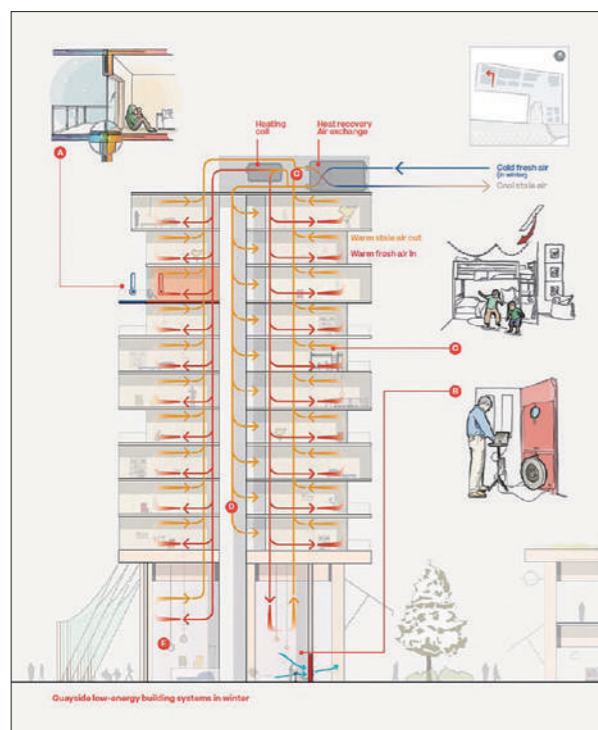 A
Heating
coil
Heat recovery
Air exchange
Cold fresh air
(in winter)
Cool stale air
Warm stale air out
Warm fresh air in
B
D
Quayside low-energy building systems in winter